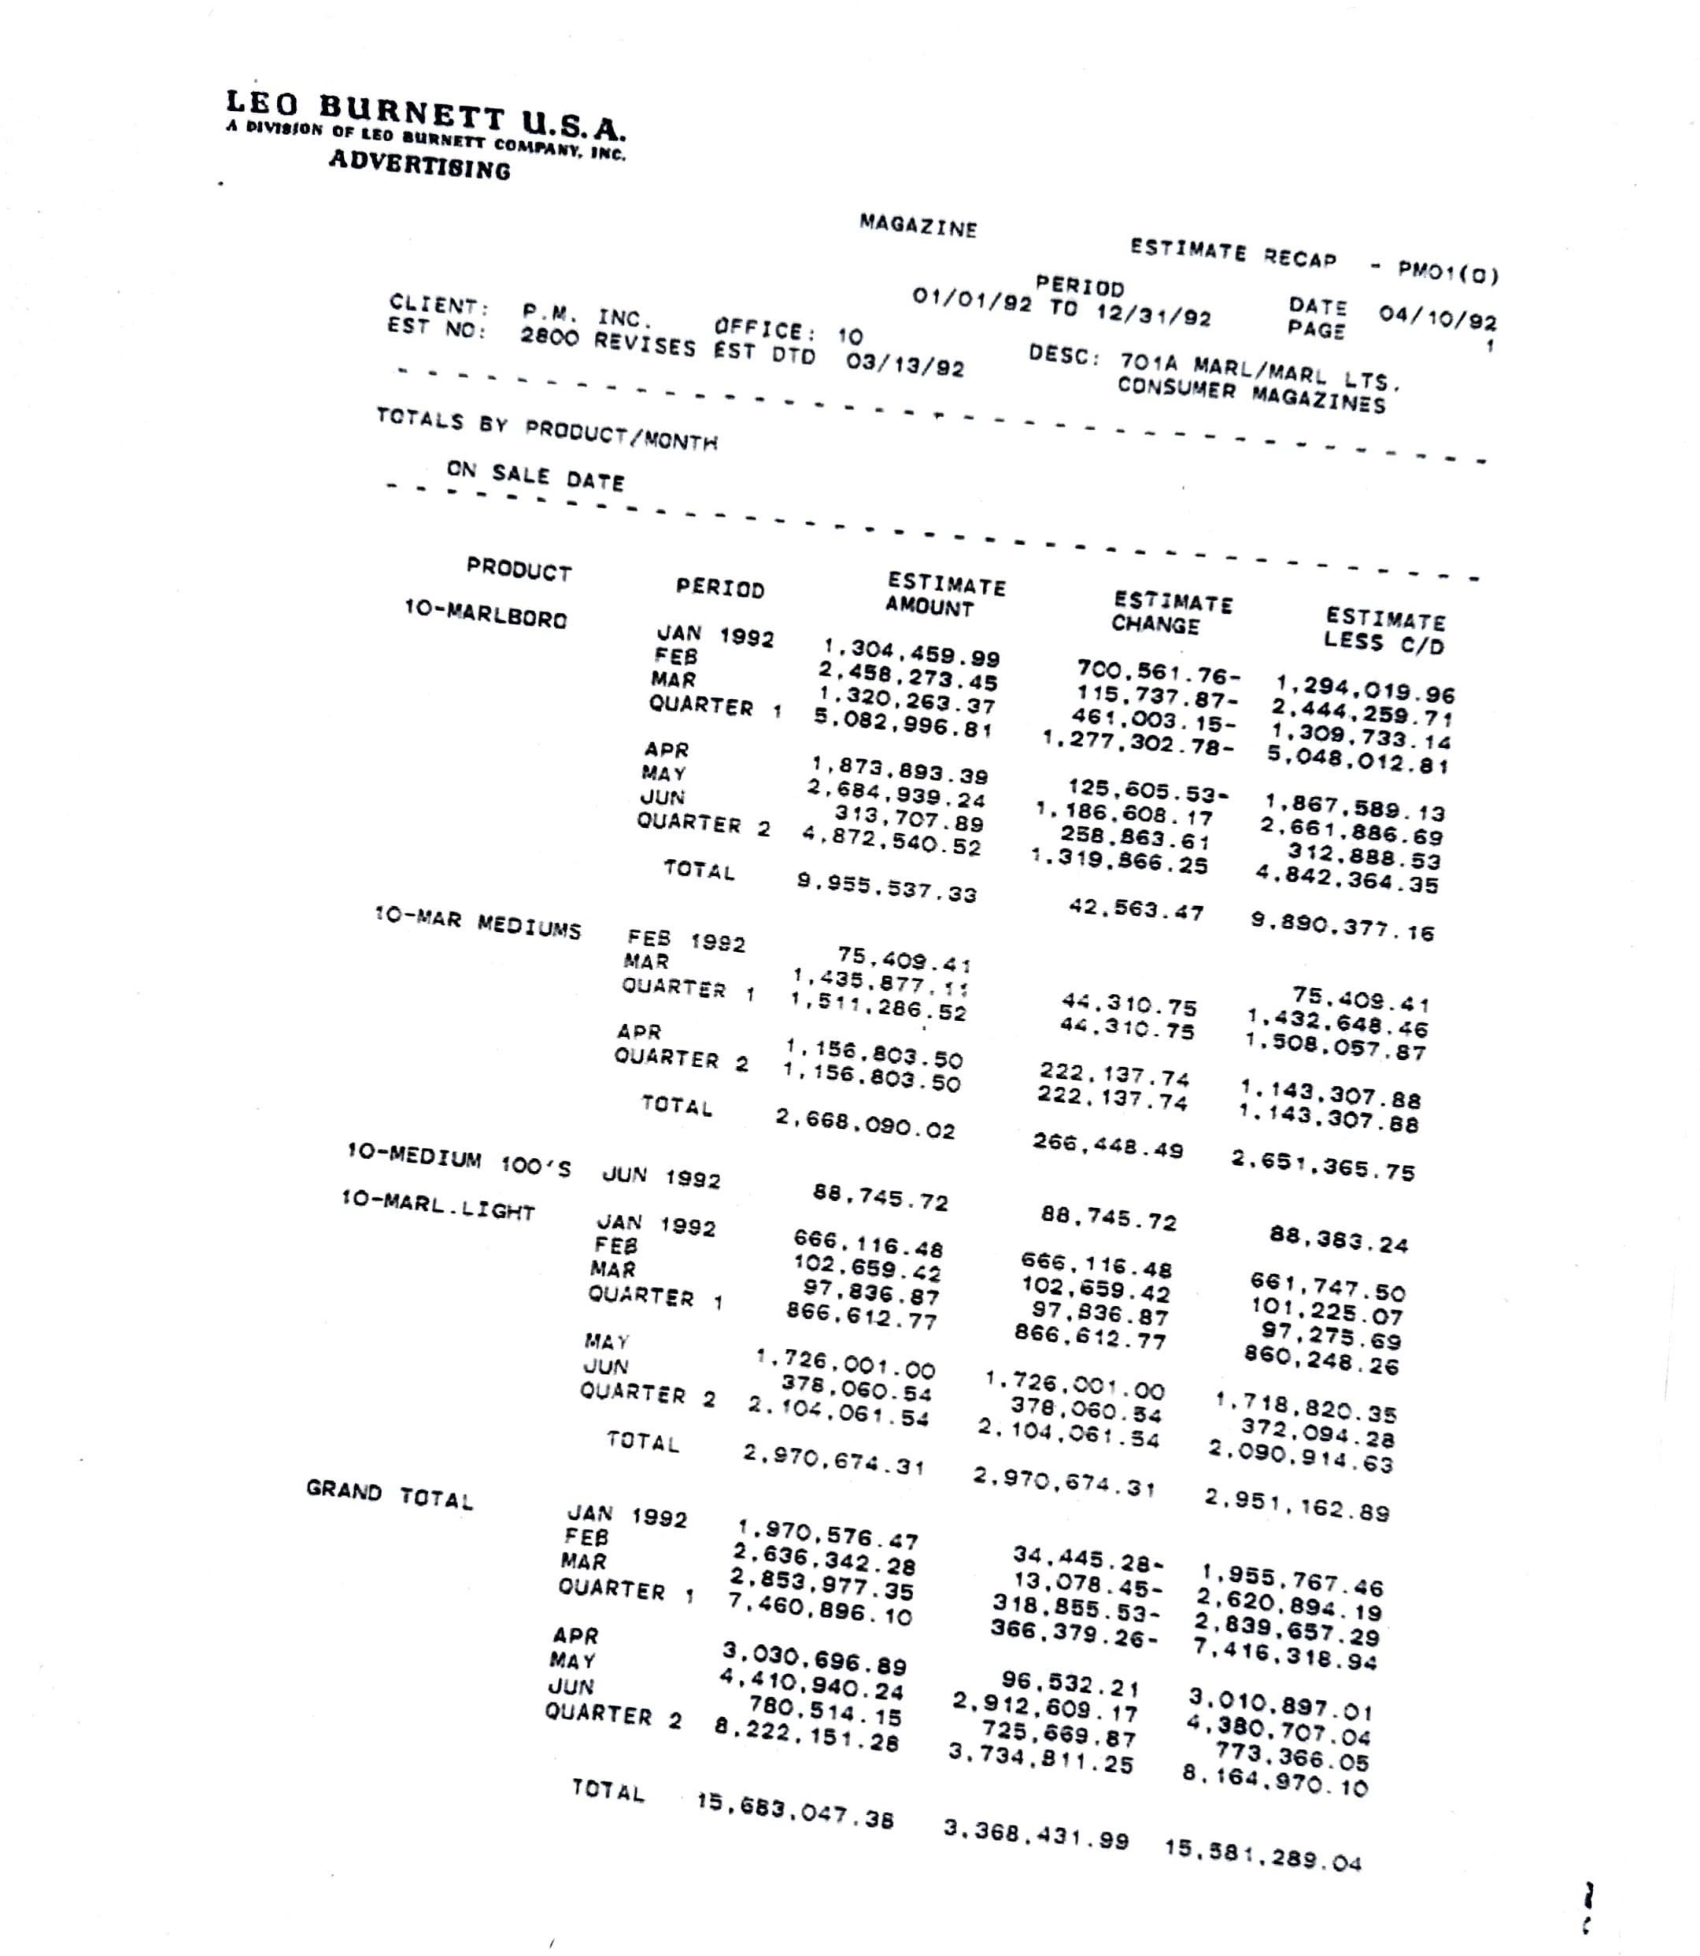 LEO BURNETT U.S.A.
A DIVISION OF LEO BURNETT COMPANY, INC.
ADVERTISING
MAGAZINE ESTIMATE RECAP - PM01(0)
PERIOD DATE 04/10/92
01/01/92 TO 12/31/92 PAGE 1
CLIENT: P.M. INC. OFFICE: 10 DESC: 701A MARL/MARL LTS.
EST NO: 2800 REVISES EST DTD 03/13/92 CONSUMER MAGAZINES
TOTALS BY PRODUCT/MONTH
ON SALE DATE
PRODUCT PERIOD ESTIMATE ESTIMATE ESTIMATE
AMOUNT CHANGE LESS C/D
10-MARLBORO JAN 1992 1,304,459.99 700,561.76- 1,294,019.96
FEB 2,458,273.45 115,737.87- 2,444,259.71
MAR 1,320,263.37 461,003.15- 1,309,733.14
QUARTER 1 5,082,996.81 1,277,302.78- 5,048,012.81
APR 1,873,893.39 125,605.53- 1,867,589.13
MAY 2,684,939.24 1,186,608.17 2,661,886.69
JUN 313,707.89 258,863.61 312,888.53
QUARTER 2 4,872,540.52 1,319,866.25 4,842,364.35
TOTAL 9,955,537.33 42,563.47 9,890,377.16
10-MAR MEDIUMS FEB 1992 75,409.41 75,409.41
MAR 1,435,877.11 44,310.75 1,432,648.46
QUARTER 1 1,511,286.52 44,310.75 1,508,057.87
APR 1,156,803.50 222,137.74 1,143,307.88
QUARTER 2 1,156,803.50 222,137.74 1,143,307.88
TOTAL 2,668,090.02 266,448.49 2,651,365.75
10-MEDIUM 100'S JUN 1992 88,745.72 88,745.72 88,383.24
10-MARL.LIGHT JAN 1992 666,116.48 666,116.48 661,747.50
FEB 102,659.42 102,659.42 101,225.07
MAR 97,836.87 97,836.87 97,275.69
QUARTER 1 866,612.77 866,612.77 860,248.26
MAY 1,726,001.00 1,726,001.00 1,718,820.35
JUN 378,060.54 378,060.54 372,094.28
QUARTER 2 2,104,061.54 2,104,061.54 2,090,914.63
TOTAL 2,970,674.31 2,970,674.31 2,951,162.89
GRAND TOTAL JAN 1992 1,970,576.47 34,445.28- 1,955,767.46
FEB 2,636,342.28 13,078.45- 2,620,894.19
MAR 2,853,977.35 318,855.53- 2,839,657.29
QUARTER 1 7,460,896.10 366,379.26- 7,416,318.94
APR 3,030,696.89 96,532.21 3,010,897.01
MAY 4,410,940.24 2,912,609.17 4,380,707.04
JUN 780,514.15 725,669.87 773,366.05
QUARTER 2 8,222,151.28 3,734,811.25 8,164,970.10
TOTAL 15,683,047.38 3,368,431.99 15,581,289.04